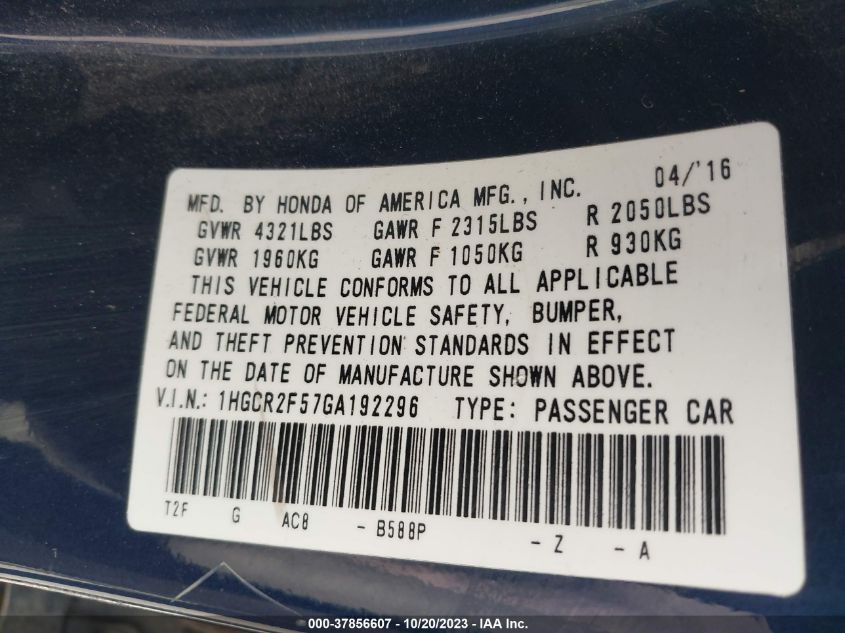 MFD. BY HONDA OF AMERICA MFG., INC. 04/'16
GVWR 4321LBS GAWR F 2315LBS R 2050LBS
GVWR 1960KG GAWR F 1050KG R 930KG
THIS VEHICLE CONFORMS TO ALL APPLICABLE
FEDERAL MOTOR VEHICLE SAFETY, BUMPER,
AND THEFT PREVENTION STANDARDS IN EFFECT
ON THE DATE OF MANUFACTURE SHOWN ABOVE.
V.I.N.: 1HGCR2F57GA192296 TYPE: PASSENGER CAR
T2F G AC8 - B588P - Z - A
000-37856607 - 10/20/2023 - IAA Inc.